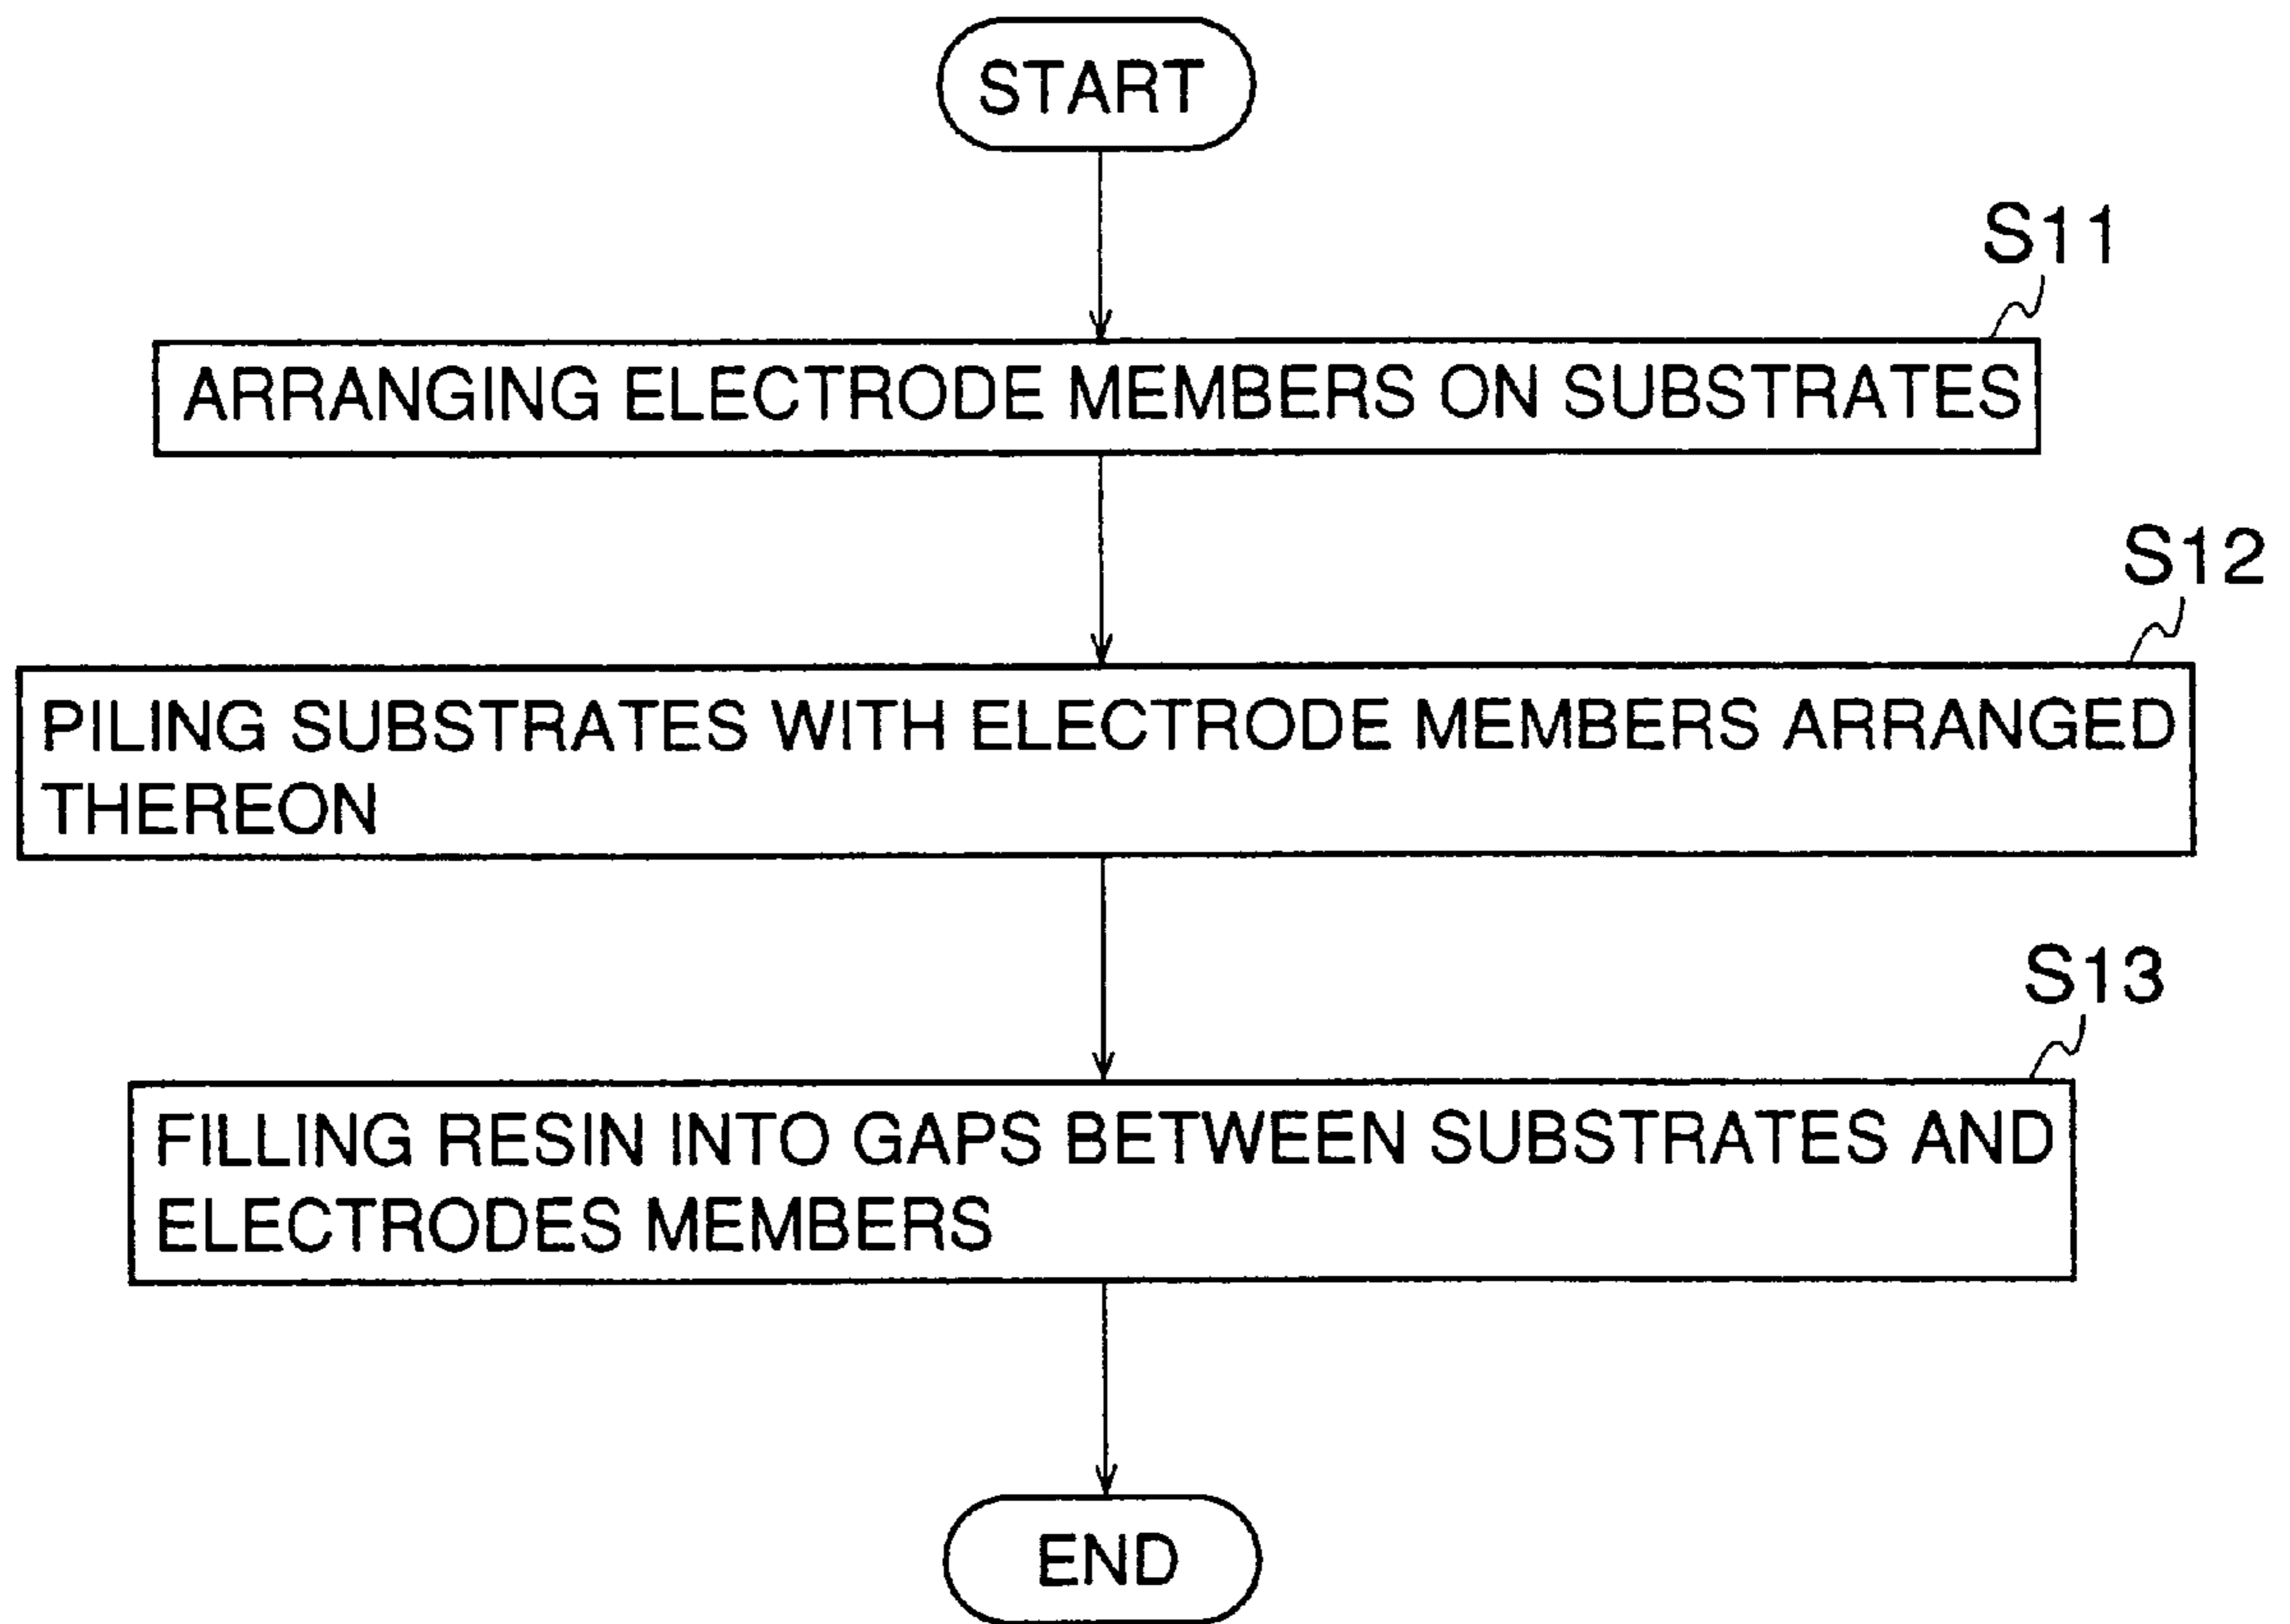 START
S11
ARRANGING ELECTRODE MEMBERS ON SUBSTRATES
S12
PILING SUBSTRATES WITH ELECTRODE MEMBERS ARRANGED
THEREON
S13
FILLING RESIN INTO GAPS BETWEEN SUBSTRATES AND
ELECTRODES MEMBERS
END